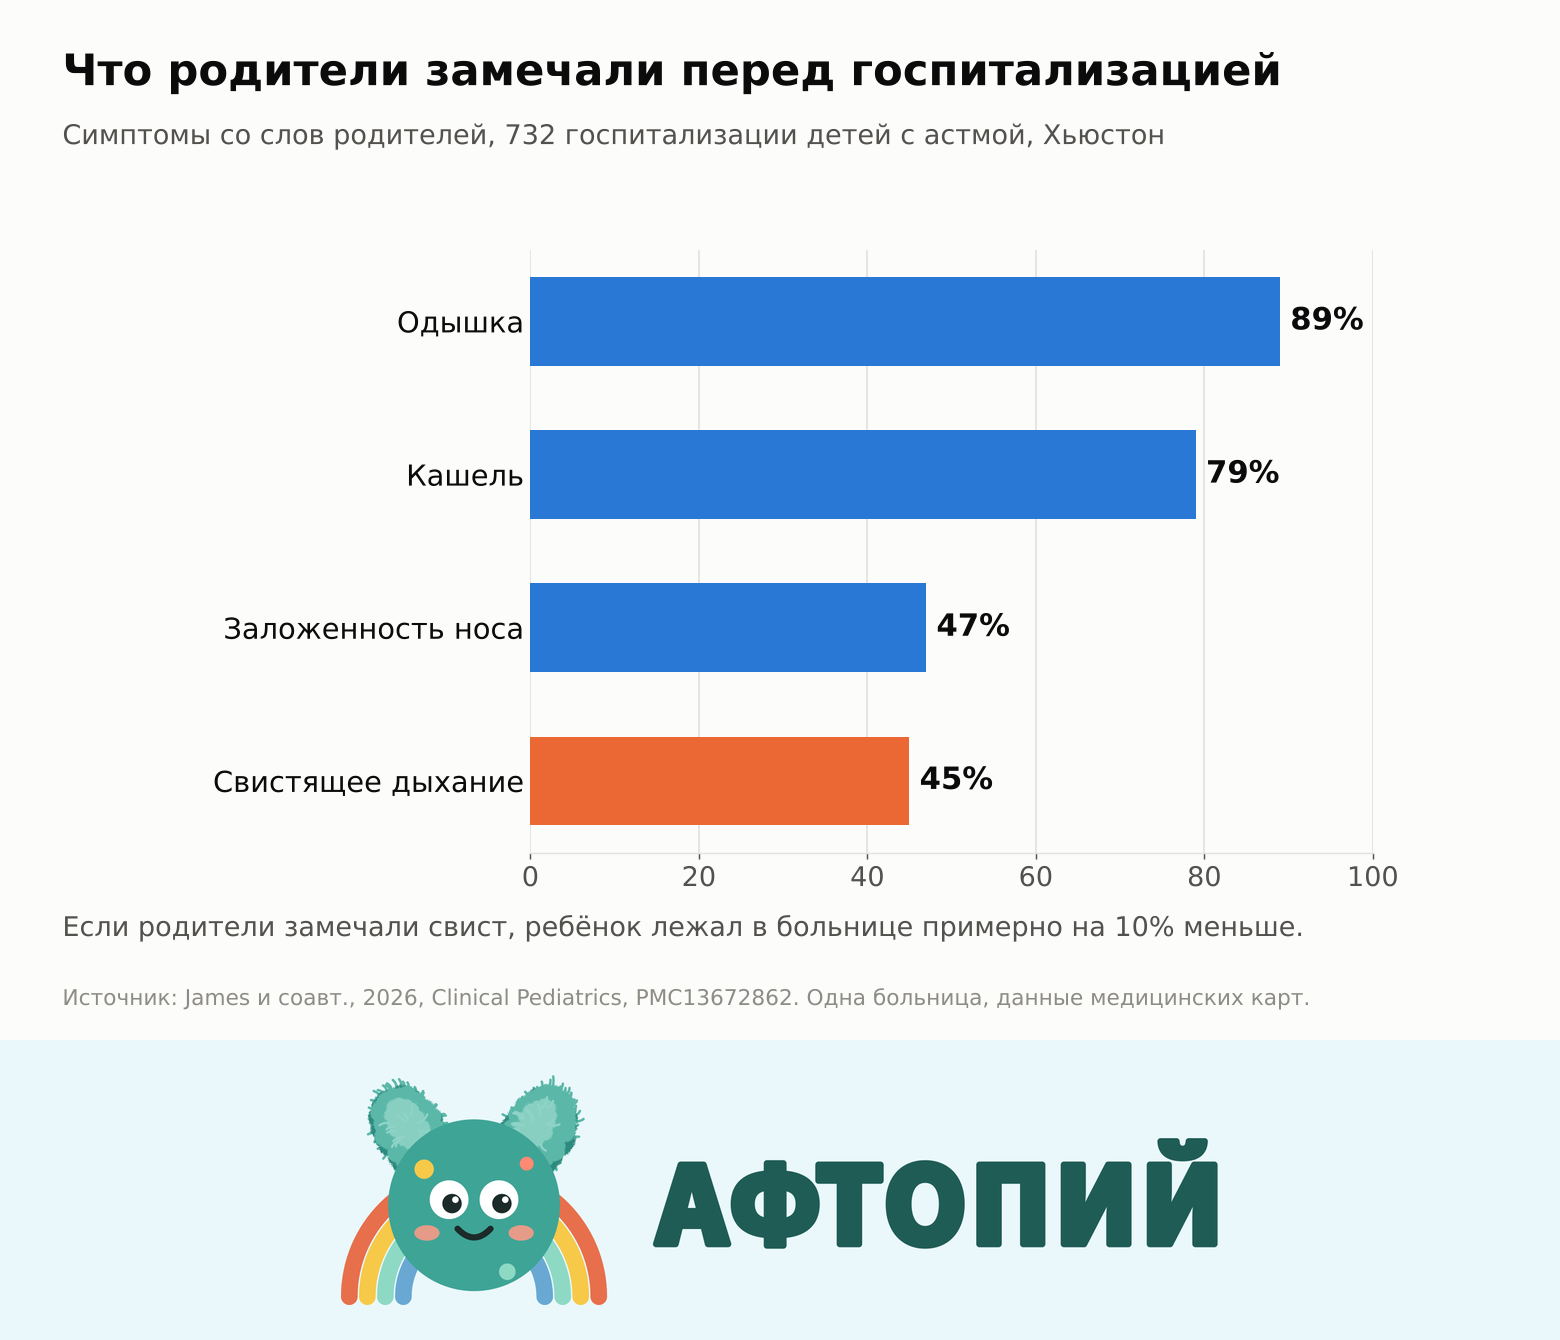 Что родители замечали перед госпитализацией
Симптомы со слов родителей, 732 госпитализации детей с астмой, Хьюстон
Одышка 89%
Кашель 79%
Заложенность носа 47%
Свистящее дыхание 45%
0 20 40 60 80 100
Если родители замечали свист, ребёнок лежал в больнице примерно на 10% меньше.
Источник: James и соавт., 2026, Clinical Pediatrics, PMC13672862. Одна больница, данные медицинских карт.
АФТОПИЙ